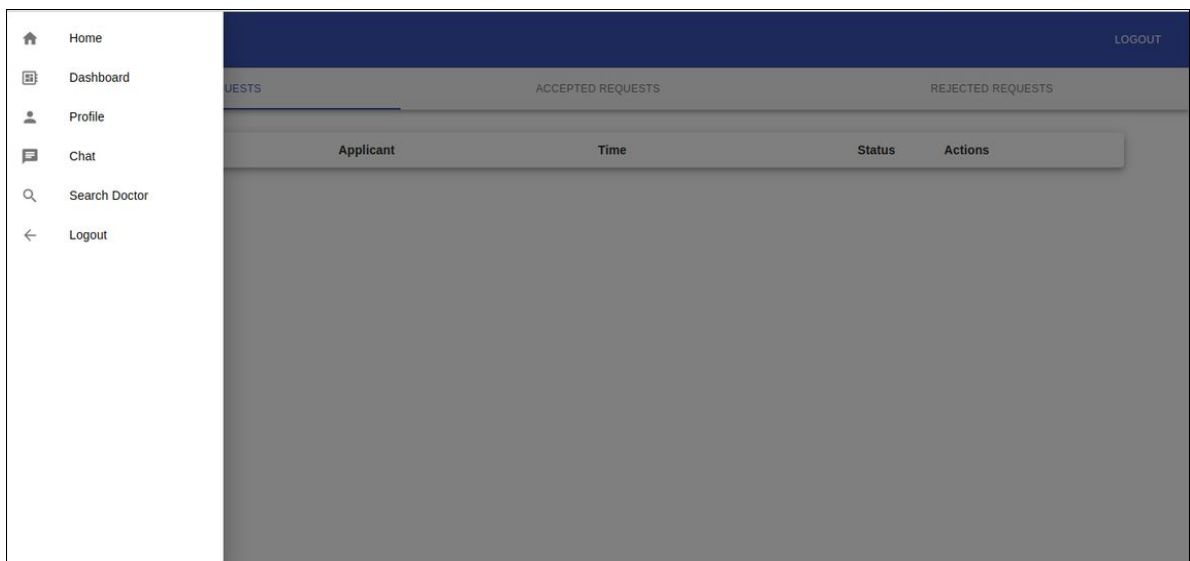 Home
Dashboard
Profile
Chat
Search Doctor
Logout
LOGOUT
UESTS ACCEPTED REQUESTS REJECTED REQUESTS
Applicant Time Status Actions